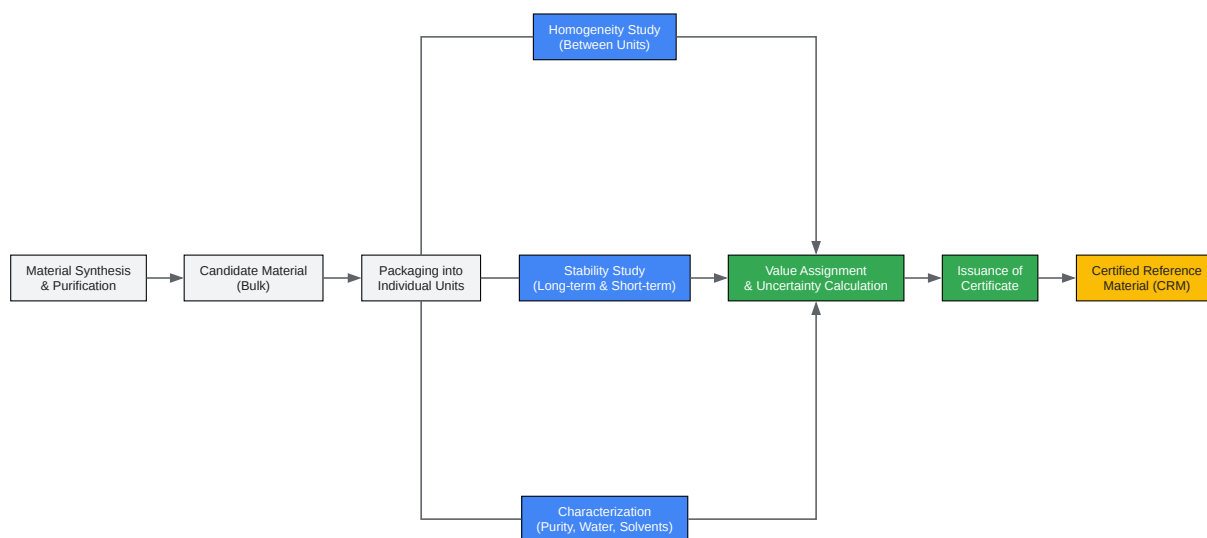 Homogeneity Study
(Between Units)
Material Synthesis
& Purification
Candidate Material
(Bulk)
Packaging into
Individual Units
Stability Study
(Long-term & Short-term)
Value Assignment
& Uncertainty Calculation
Issuance of
Certificate
Certified Reference
Material (CRM)
Characterization
(Purity, Water, Solvents)